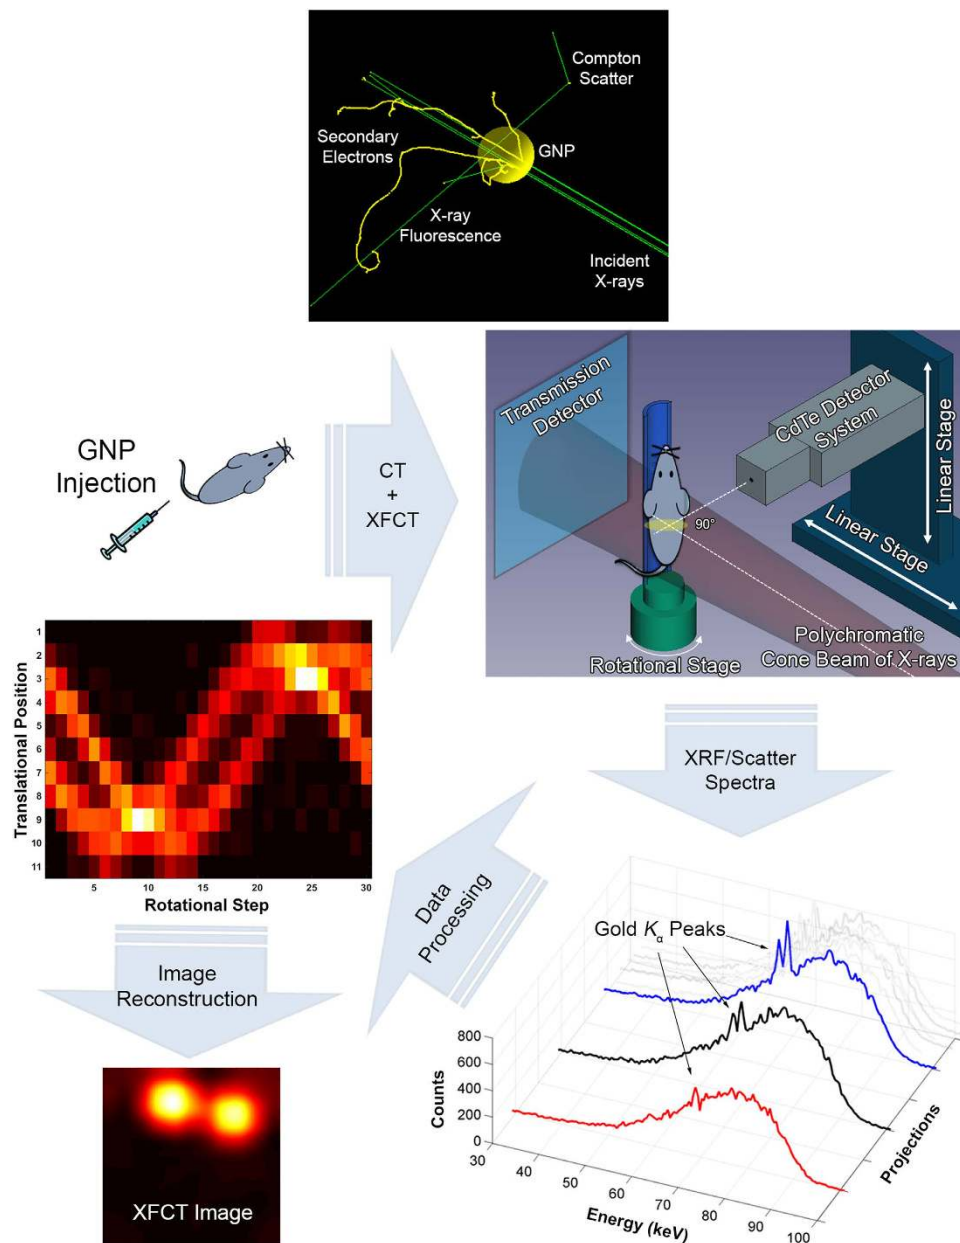 Compton
Scatter
Secondary
Electrons
GNP
X-ray
Fluorescence
Incident
X-rays
GNP
Injection
CT
+
XFCT
Transmission
Detector
CdTe Detector
System
Linear Stage
Linear Stage
90°
Rotational Stage
Polychromatic
Cone Beam of X-rays
XRF/Scatter
Spectra
Translational Position
1
2
3
4
5
6
7
8
9
10
11
5 10 15 20 25 30
Rotational Step
Data
Processing
Image
Reconstruction
XFCT Image
Gold Kα Peaks
Counts
800
600
400
200
0
30 40 50 60 70 80 90 100
Energy (keV)
Projections